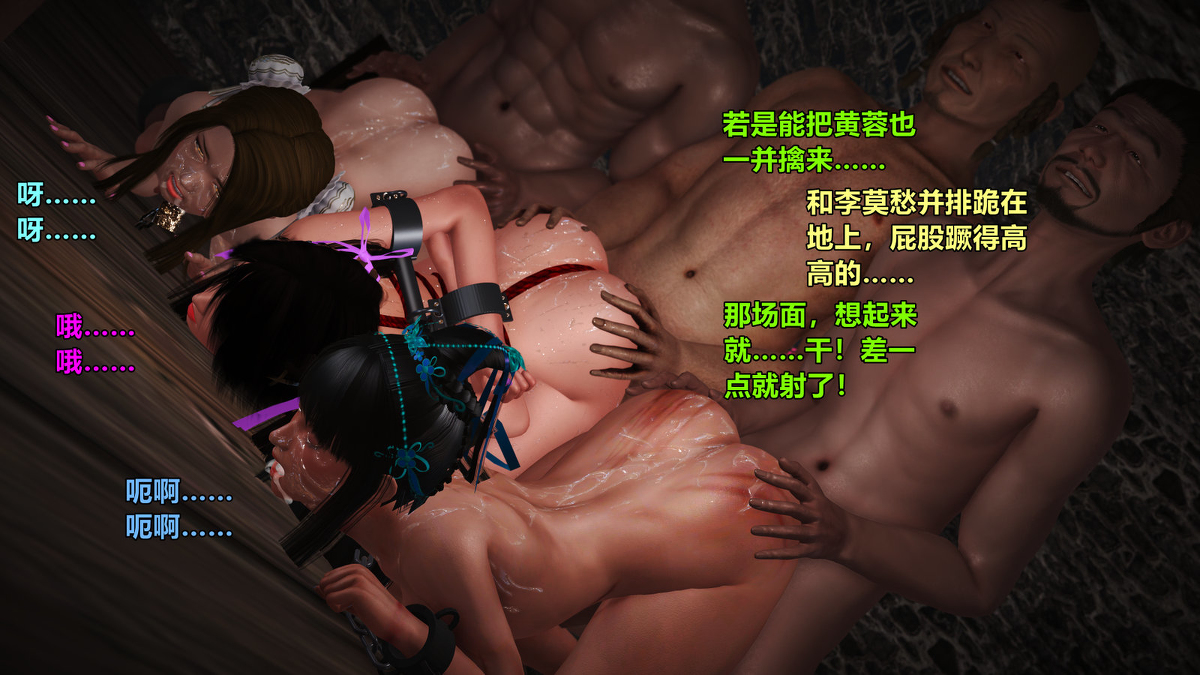 若是能把黄蓉也
一并擒来……
和李莫愁并排跪在
地上，屁股蹶得高
高的……
那场面，想起来
就……干！差一
点就射了！
呀……
呀……
哦……
哦……
呃啊……
呃啊……